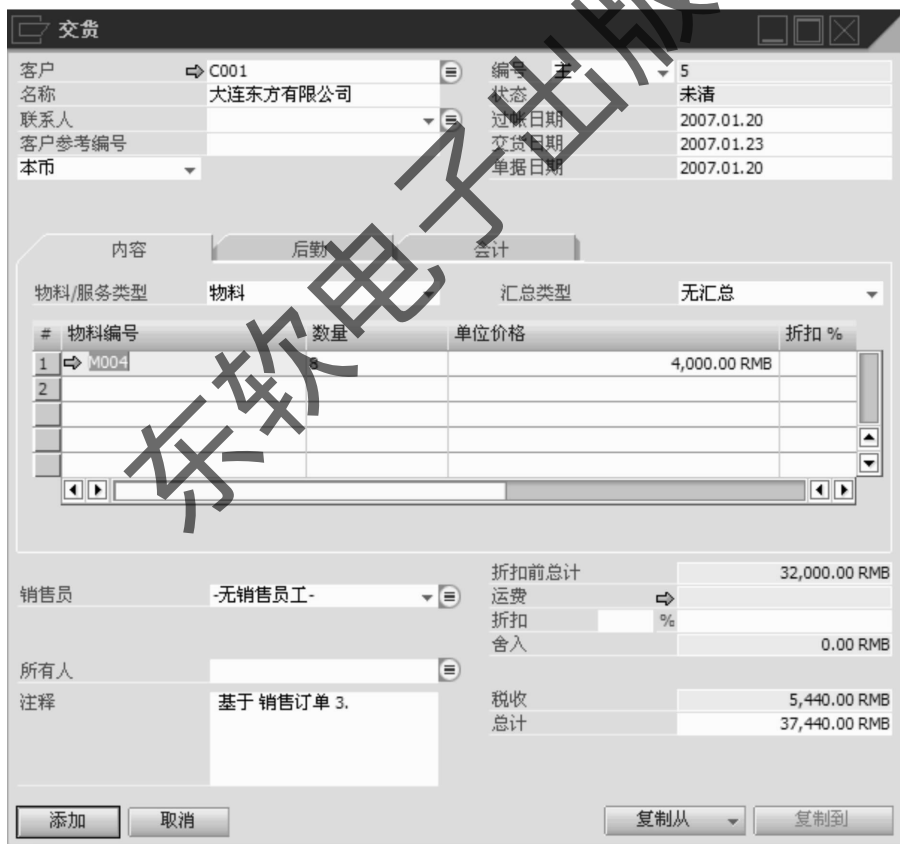 交货
客户 C001 编号 主 5
名称 大连东方有限公司 状态 未清
联系人 过帐日期 2007.01.20
客户参考编号 交货日期 2007.01.23
本币 单据日期 2007.01.20
内容 后勤 会计
物料/服务类型 物料 汇总类型 无汇总
# 物料编号 数量 单位价格 折扣 %
1 M004 8 4,000.00 RMB
2
折扣前总计 32,000.00 RMB
销售员 -无销售员工- 运费
折扣 %
舍入 0.00 RMB
所有人
注释 基于 销售订单 3. 税收 5,440.00 RMB
总计 37,440.00 RMB
添加 取消 复制从 复制到
东软电子出版